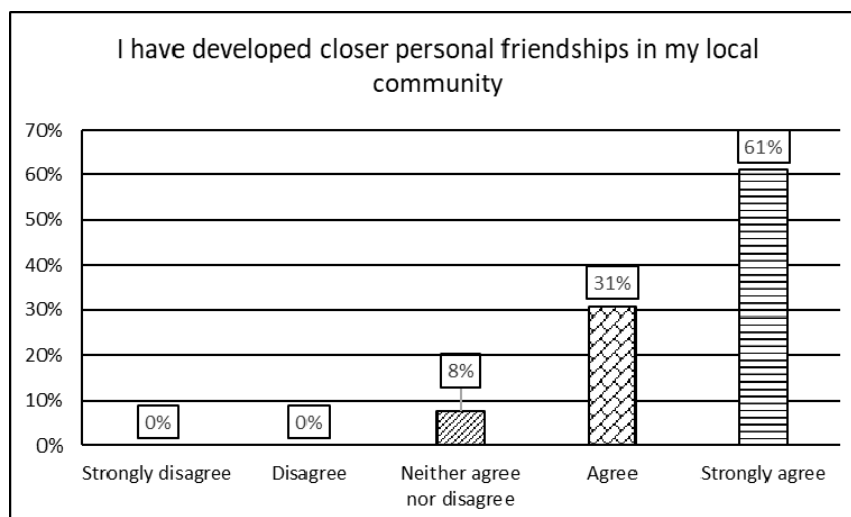 I have developed closer personal friendships in my local
community
70%
60%
50%
40%
30%
20%
10%
0%
0%
0%
8%
31%
61%
Strongly disagree
Disagree
Neither agree
nor disagree
Agree
Strongly agree